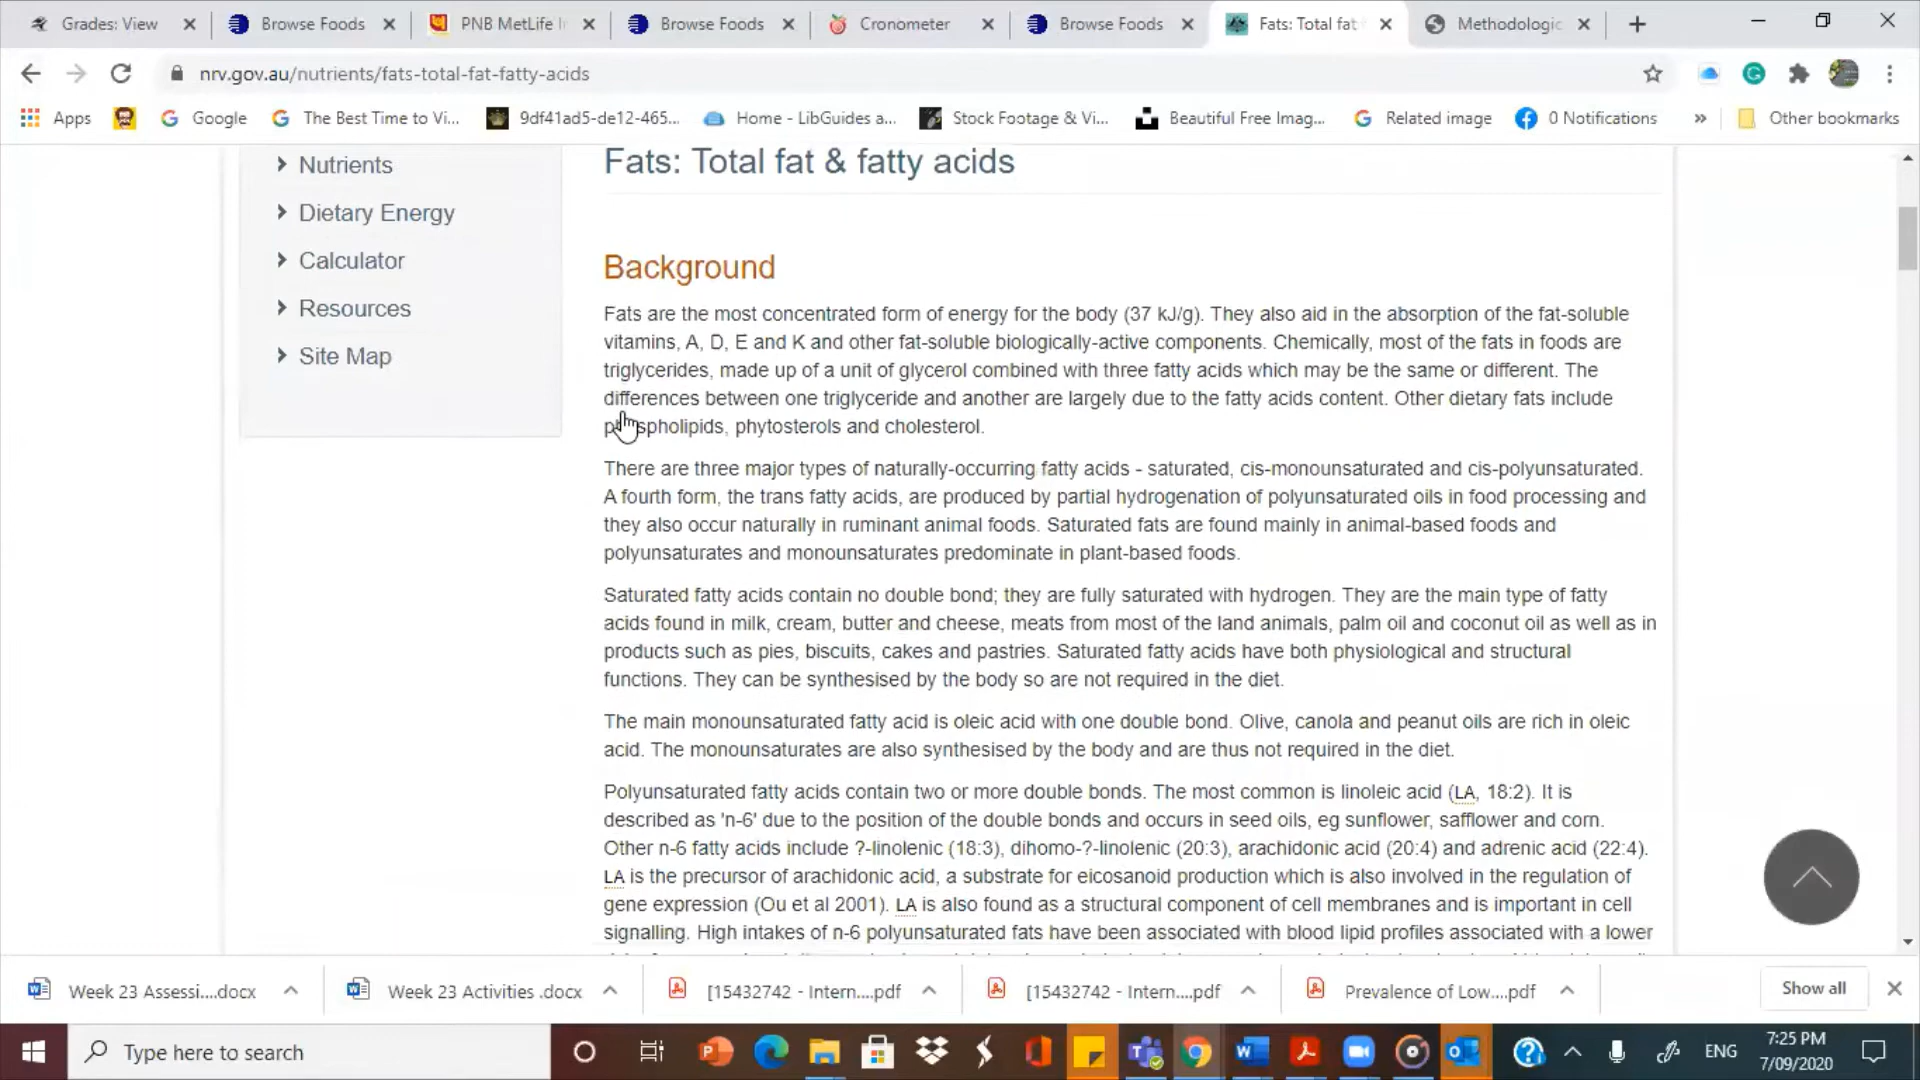 Grades: View
Browse Foods
PNB MetLife I
Browse Foods
Cronometer
Browse Foods
Fats: Total fat
Methodologic
nrv.gov.au/nutrients/fats-total-fat-fatty-acids
Apps
Google
The Best Time to Vi...
9df41ad5-de12-465...
Home - LibGuides a...
Stock Footage & Vi...
Beautiful Free Imag...
Related image
0 Notifications
»
Other bookmarks
Nutrients
Dietary Energy
Calculator
Resources
Site Map
Fats: Total fat & fatty acids
Background
Fats are the most concentrated form of energy for the body (37 kJ/g). They also aid in the absorption of the fat-soluble
vitamins, A, D, E and K and other fat-soluble biologically-active components. Chemically, most of the fats in foods are
triglycerides, made up of a unit of glycerol combined with three fatty acids which may be the same or different. The
differences between one triglyceride and another are largely due to the fatty acids content. Other dietary fats include
phospholipids, phytosterols and cholesterol.
There are three major types of naturally-occurring fatty acids - saturated, cis-monounsaturated and cis-polyunsaturated.
A fourth form, the trans fatty acids, are produced by partial hydrogenation of polyunsaturated oils in food processing and
they also occur naturally in ruminant animal foods. Saturated fats are found mainly in animal-based foods and
polyunsaturates and monounsaturates predominate in plant-based foods.
Saturated fatty acids contain no double bond; they are fully saturated with hydrogen. They are the main type of fatty
acids found in milk, cream, butter and cheese, meats from most of the land animals, palm oil and coconut oil as well as in
products such as pies, biscuits, cakes and pastries. Saturated fatty acids have both physiological and structural
functions. They can be synthesised by the body so are not required in the diet.
The main monounsaturated fatty acid is oleic acid with one double bond. Olive, canola and peanut oils are rich in oleic
acid. The monounsaturates are also synthesised by the body and are thus not required in the diet.
Polyunsaturated fatty acids contain two or more double bonds. The most common is linoleic acid (LA, 18:2). It is
described as 'n-6' due to the position of the double bonds and occurs in seed oils, eg sunflower, safflower and corn.
Other n-6 fatty acids include ?-linolenic (18:3), dihomo-?-linolenic (20:3), arachidonic acid (20:4) and adrenic acid (22:4).
LA is the precursor of arachidonic acid, a substrate for eicosanoid production which is also involved in the regulation of
gene expression (Ou et al 2001). LA is also found as a structural component of cell membranes and is important in cell
signalling. High intakes of n-6 polyunsaturated fats have been associated with blood lipid profiles associated with a lower
Week 23 Assessi....docx
Week 23 Activities .docx
[15432742 - Intern....pdf
[15432742 - Intern....pdf
Prevalence of Low....pdf
Show all
Type here to search
ENG
7:25 PM
7/09/2020